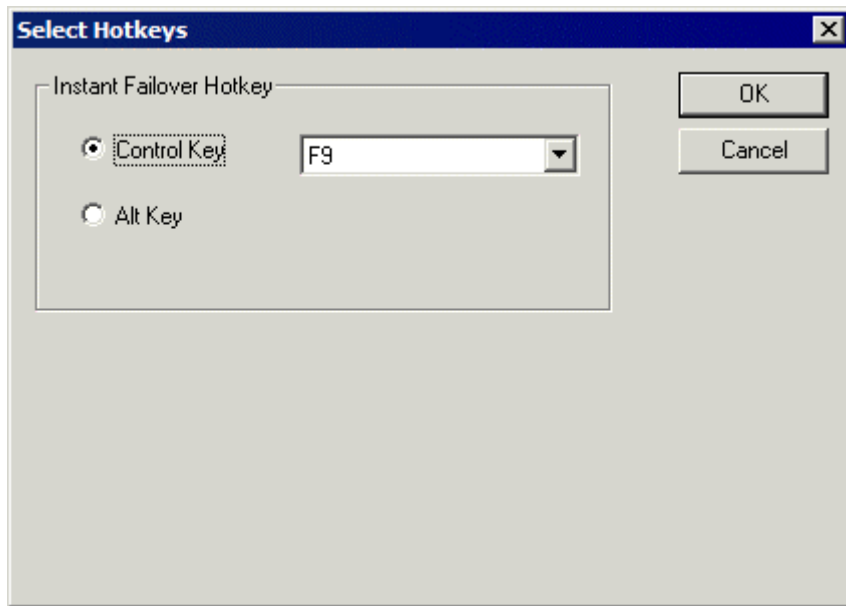 Select Hotkeys
Instant Failover Hotkey
OK
Control Key
F9
Cancel
Alt Key